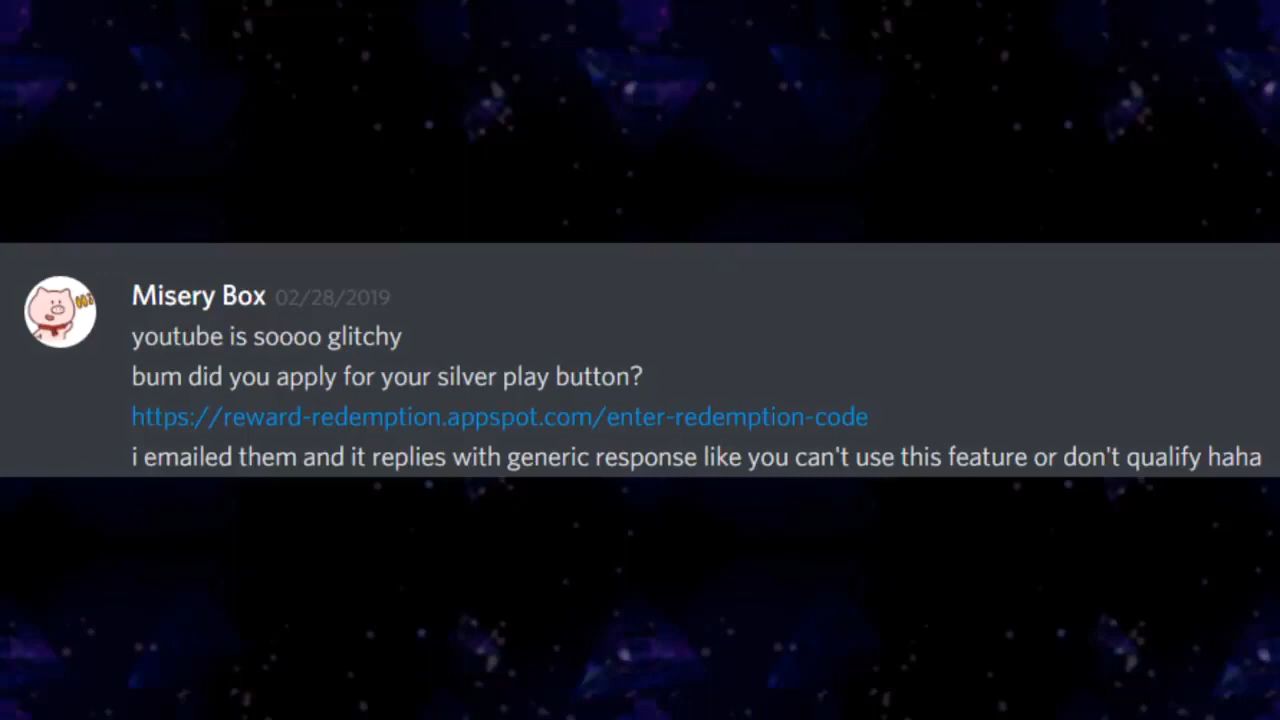 Misery Box 02/28/2019
youtube is soooo glitchy
bum did you apply for your silver play button?
https://reward-redemption.appspot.com/enter-redemption-code
i emailed them and it replies with generic response like you can't use this feature or don't qualify haha